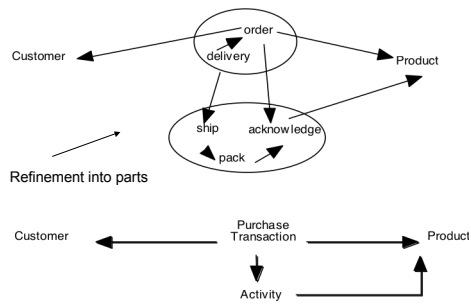 order
Customer
delivery
Product
ship
acknowledge
pack
Refinement into parts
Purchase
Transaction
Customer
Product
Activity